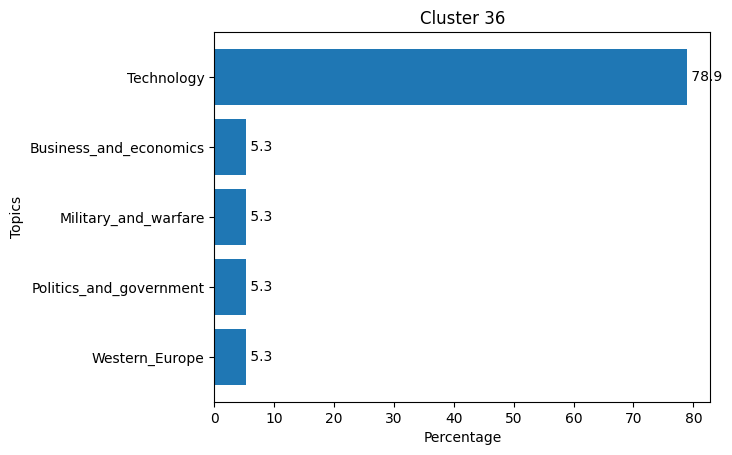 Cluster 36
Topics
Technology 78.9
Business_and_economics 5.3
Military_and_warfare 5.3
Politics_and_government 5.3
Western_Europe 5.3
0 10 20 30 40 50 60 70 80
Percentage